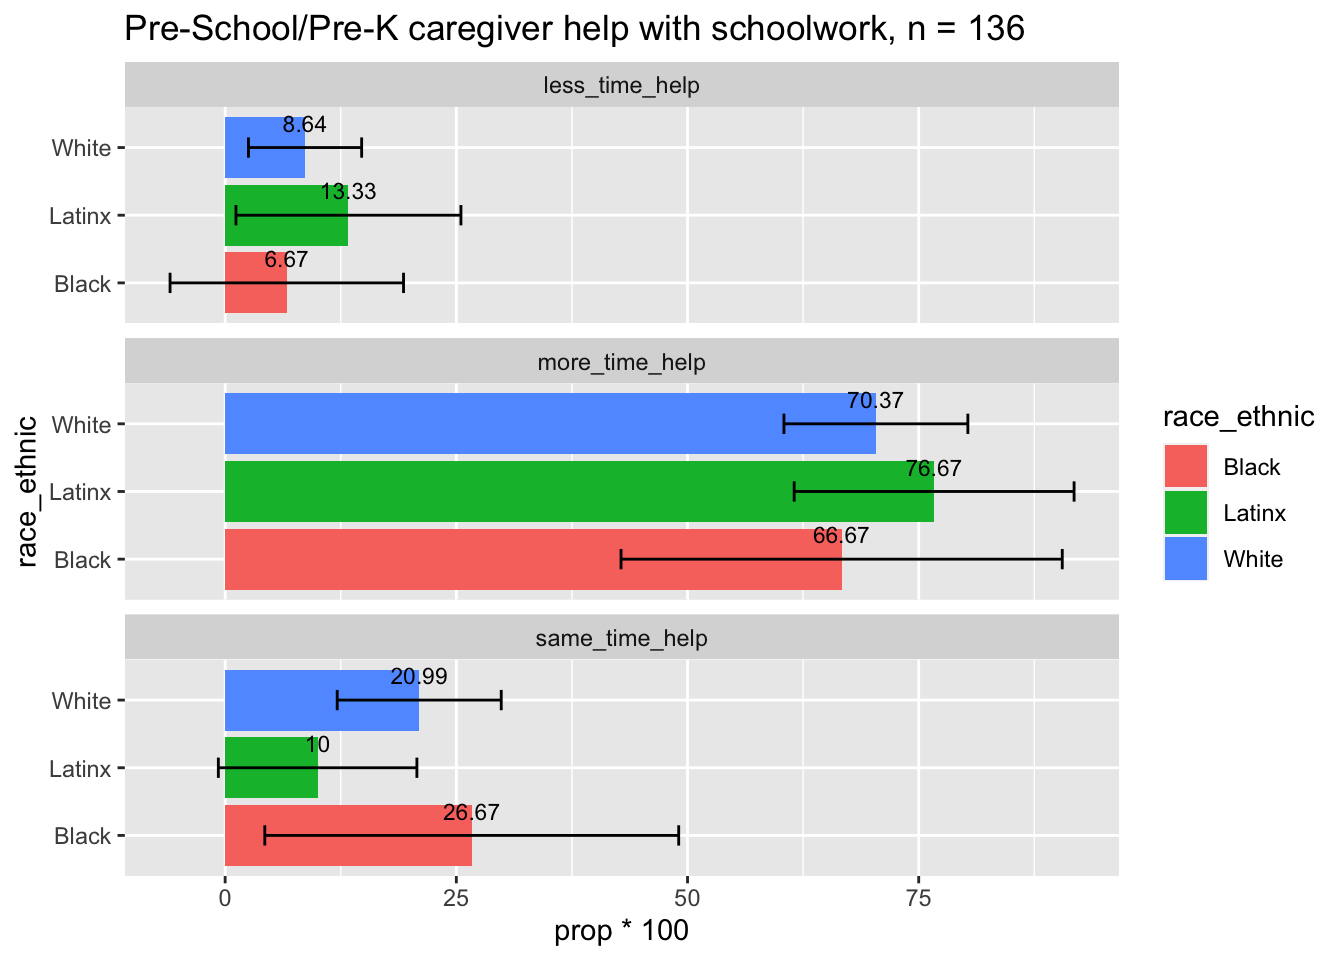 Pre-School/Pre-K caregiver help with schoolwork, n = 136
less_time_help
White
8.64
Latinx
13.33
Black
6.67
more_time_help
White
70.37
Latinx
76.67
Black
66.67
same_time_help
White
20.99
Latinx
10
Black
26.67
0 25 50 75
prop * 100
race_ethnic
race_ethnic
Black
Latinx
White